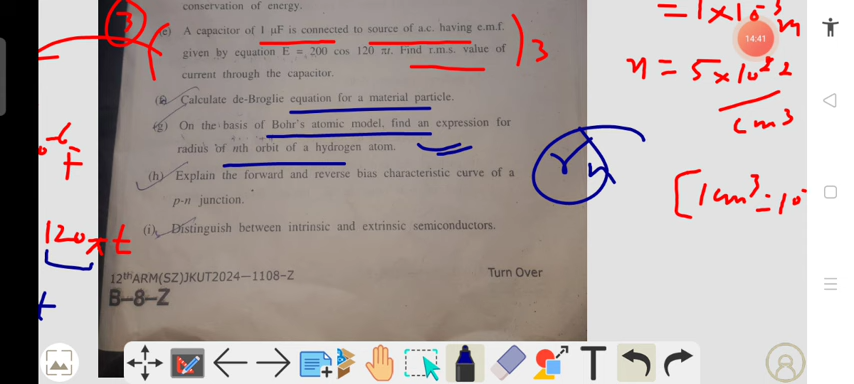 conservation of energy.
= 1 x 10⁻³ m
14:41
3
(e) A capacitor of 1 μF is connected to source of a.c. having e.m.f.
given by equation E = 200 cos 120 πt. Find r.m.s. value of
current through the capacitor.
3
n = 5 x 10²²
cm³
Calculate de-Broglie equation for a material particle.
(g) On the basis of Bohr's atomic model, find an expression for
radius of nth orbit of a hydrogen atom.
(h) Explain the forward and reverse bias characteristic curve of a
p-n junction.
[1cm³ = 10⁻
120πt
t
(i) Distinguish between intrinsic and extrinsic semiconductors.
12thARM(SZ)JKUT2024—1108-Z
Turn Over
B–8–Z
T